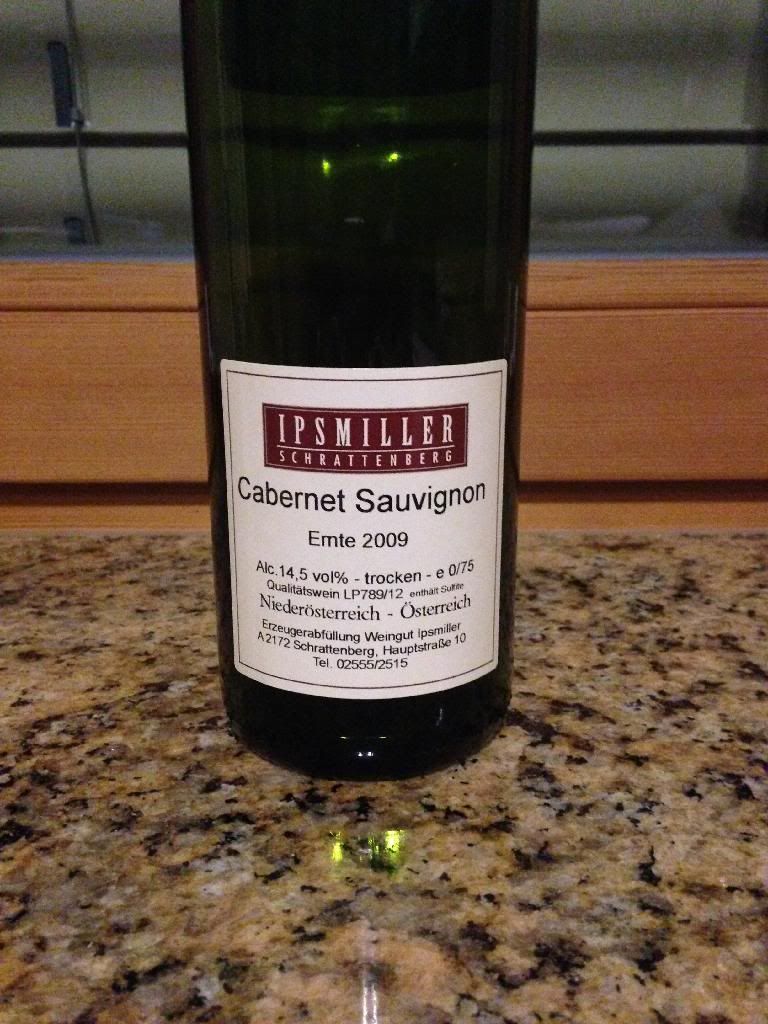 IPSMILLER
SCHRATTENBERG
Cabernet Sauvignon
Ernte 2009
Alc.14,5 vol% - trocken - e 0/75
Qualitätswein LP789/12 enthält Sulfite
Niederösterreich - Österreich
Erzeugerabfüllung Weingut Ipsmiller
A 2172 Schrattenberg, Hauptstraße 10
Tel. 02555/2515